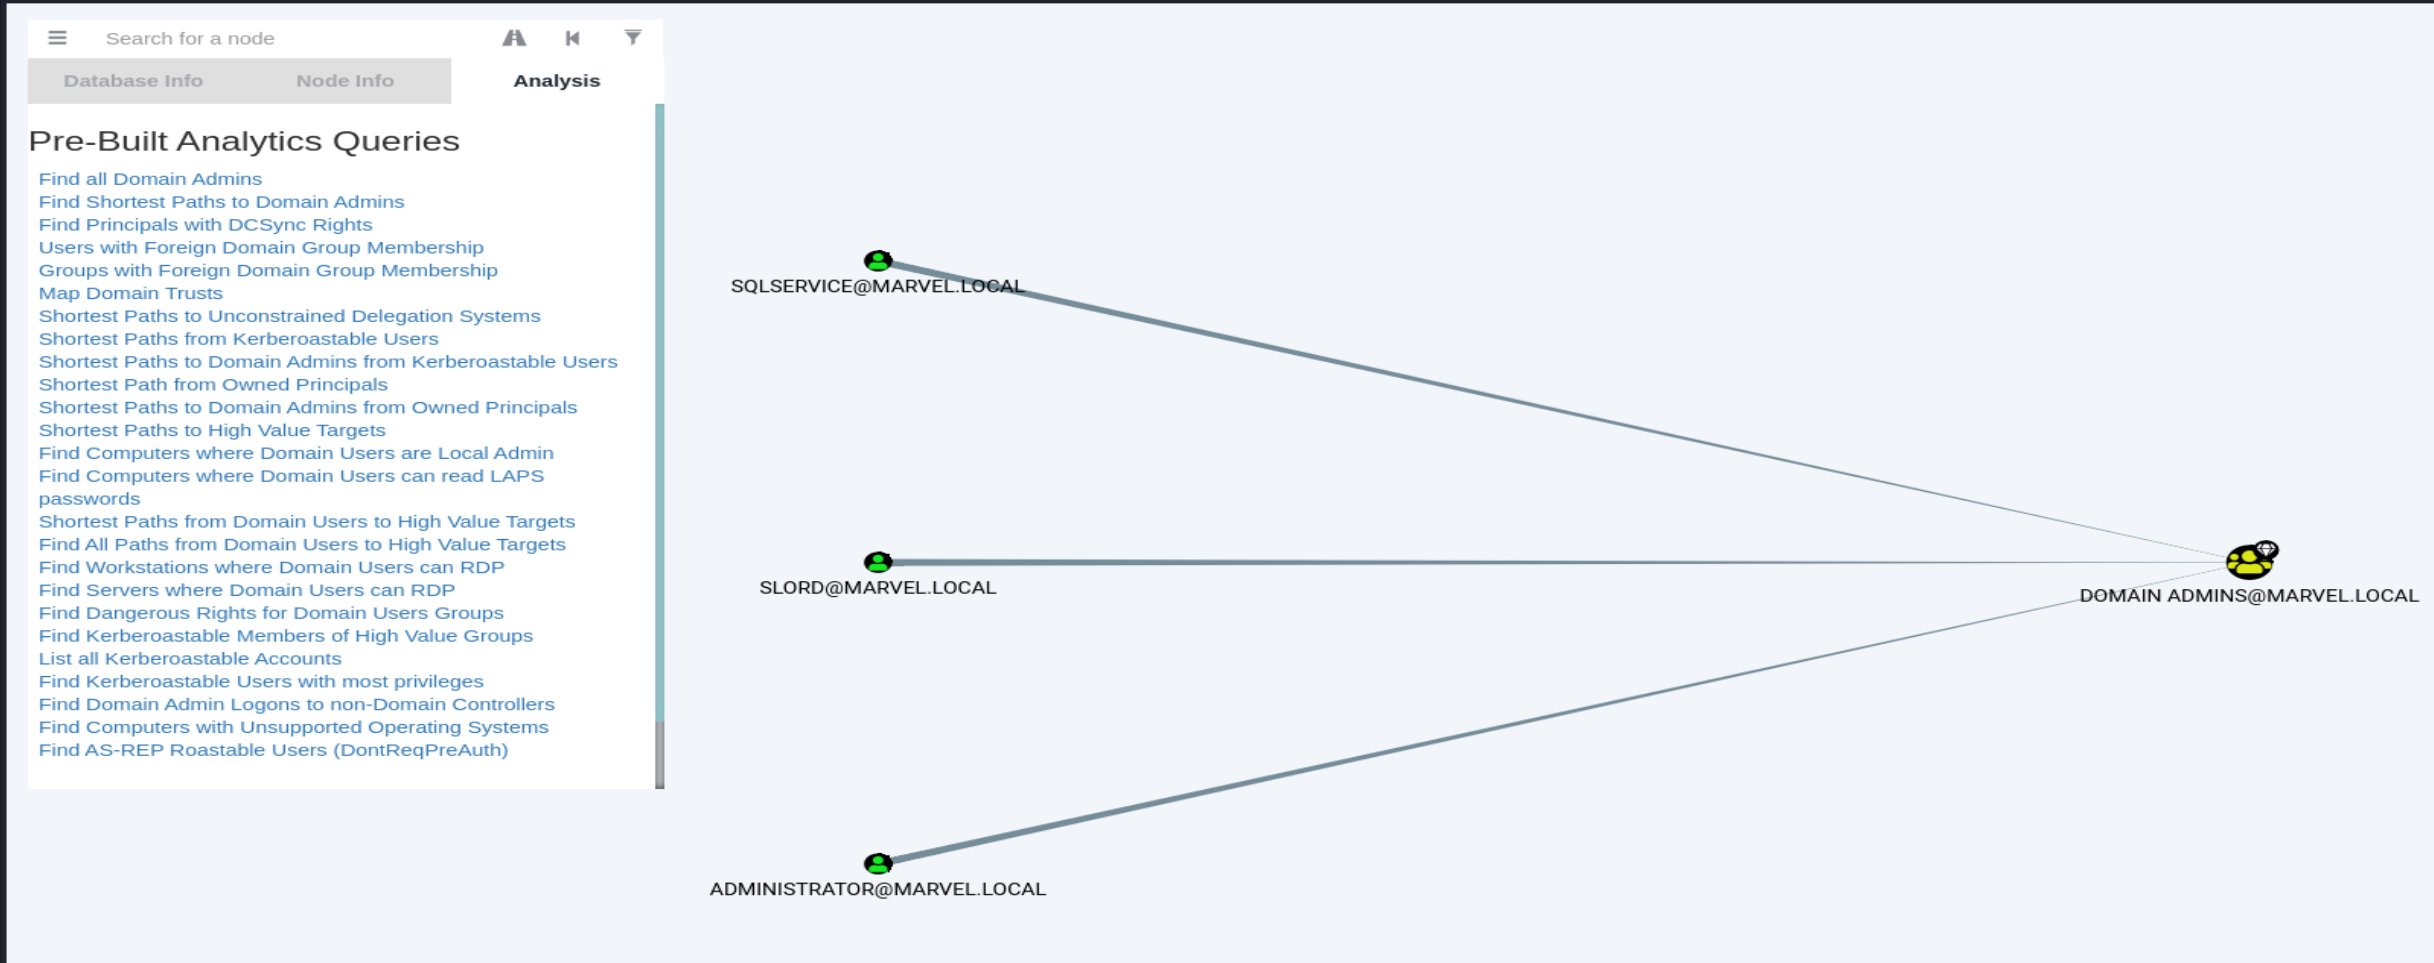 Search for a node
Database Info
Node Info
Analysis
Pre-Built Analytics Queries
Find all Domain Admins
Find Shortest Paths to Domain Admins
Find Principals with DCSync Rights
Users with Foreign Domain Group Membership
Groups with Foreign Domain Group Membership
Map Domain Trusts
Shortest Paths to Unconstrained Delegation Systems
Shortest Paths from Kerberoastable Users
Shortest Paths to Domain Admins from Kerberoastable Users
Shortest Path from Owned Principals
Shortest Paths to Domain Admins from Owned Principals
Shortest Paths to High Value Targets
Find Computers where Domain Users are Local Admin
Find Computers where Domain Users can read LAPS
passwords
Shortest Paths from Domain Users to High Value Targets
Find All Paths from Domain Users to High Value Targets
Find Workstations where Domain Users can RDP
Find Servers where Domain Users can RDP
Find Dangerous Rights for Domain Users Groups
Find Kerberoastable Members of High Value Groups
List all Kerberoastable Accounts
Find Kerberoastable Users with most privileges
Find Domain Admin Logons to non-Domain Controllers
Find Computers with Unsupported Operating Systems
Find AS-REP Roastable Users (DontReqPreAuth)
SQLSERVICE@MARVEL.LOCAL
SLORD@MARVEL.LOCAL
DOMAIN ADMINS@MARVEL.LOCAL
ADMINISTRATOR@MARVEL.LOCAL